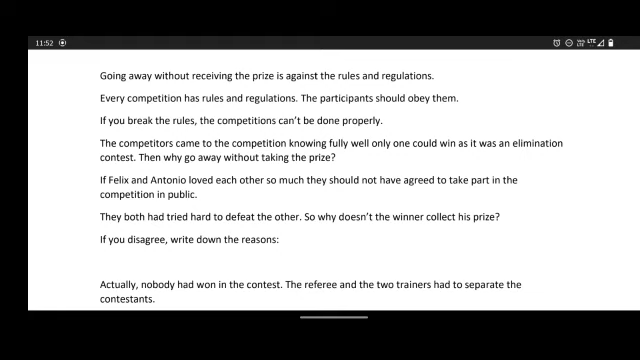 11:52
LTE
Going away without receiving the prize is against the rules and regulations.
Every competition has rules and regulations. The participants should obey them.
If you break the rules, the competitions can't be done properly.
The competitors came to the competition knowing fully well only one could win as it was an elimination
contest. Then why go away without taking the prize?
If Felix and Antonio loved each other so much they should not have agreed to take part in the
competition in public.
They both had tried hard to defeat the other. So why doesn't the winner collect his prize?
If you disagree, write down the reasons:
Actually, nobody had won in the contest. The referee and the two trainers had to separate the
contestants.